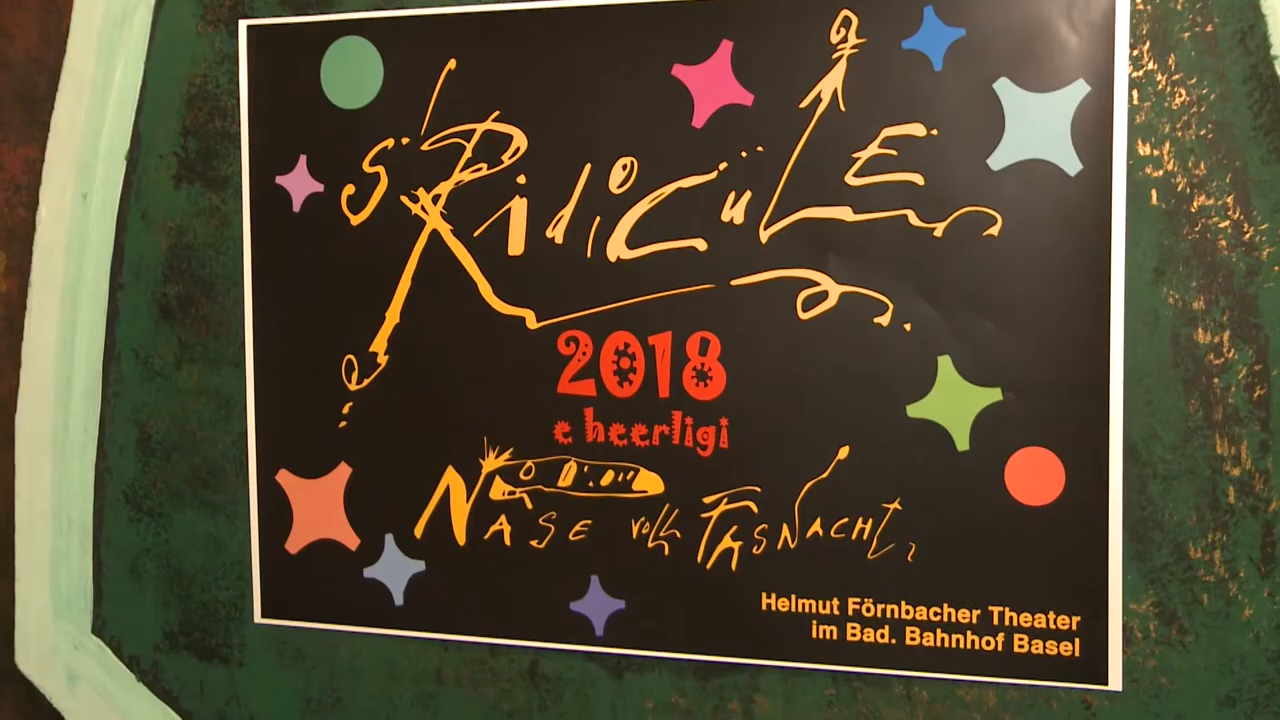 s'RidicüLE
2018
e heerligi
NASE voll FASNACHT
Helmut Förnbacher Theater
im Bad. Bahnhof Basel